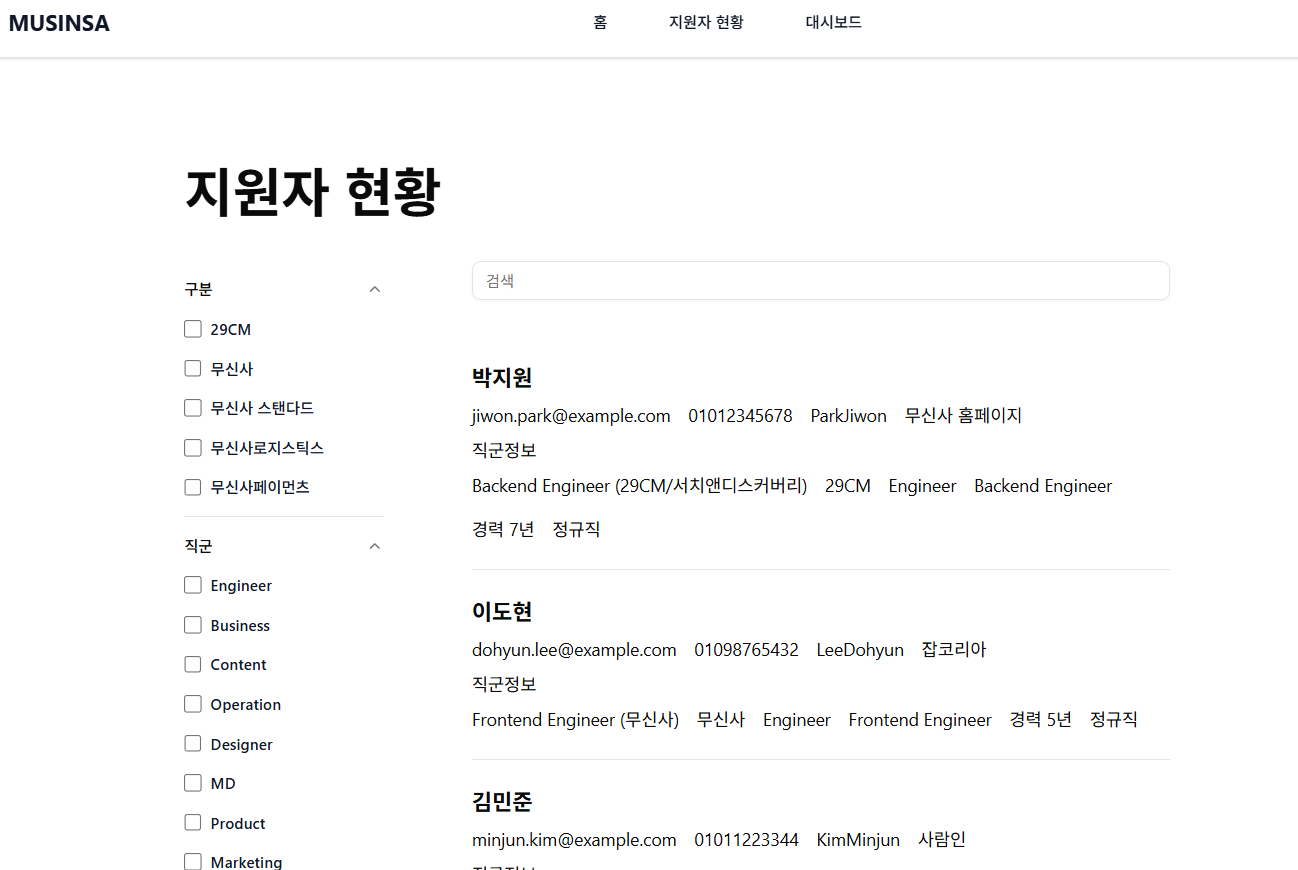 MUSINSA 홈 지원자 현황 대시보드
지원자 현황
구분
29CM
무신사
무신사 스탠다드
무신사로지스틱스
무신사페이먼츠
직군
Engineer
Business
Content
Operation
Designer
MD
Product
Marketing
검색
박지원
jiwon.park@example.com 01012345678 ParkJiwon 무신사 홈페이지
직군정보
Backend Engineer (29CM/서치앤디스커버리) 29CM Engineer Backend Engineer
경력 7년 정규직
이도현
dohyun.lee@example.com 01098765432 LeeDohyun 잡코리아
직군정보
Frontend Engineer (무신사) 무신사 Engineer Frontend Engineer 경력 5년 정규직
김민준
minjun.kim@example.com 01011223344 KimMinjun 사람인